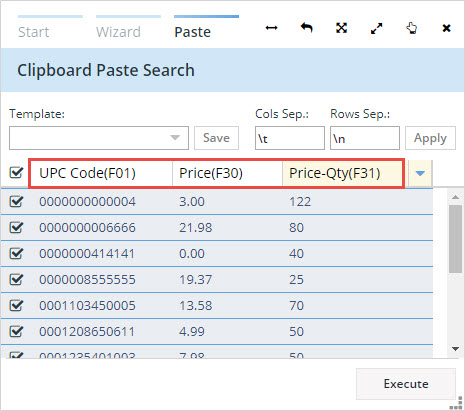 Start Wizard Paste
Clipboard Paste Search
Template: Cols Sep.: Rows Sep.:
Save \t \n Apply
UPC Code(F01) Price(F30) Price-Qty(F31)
0000000000004 3.00 122
0000000006666 21.98 80
0000000414141 0.00 40
0000008555555 19.37 25
0001103450005 13.58 70
0001208650611 4.99 50
0001235401003 7.98 50
Execute